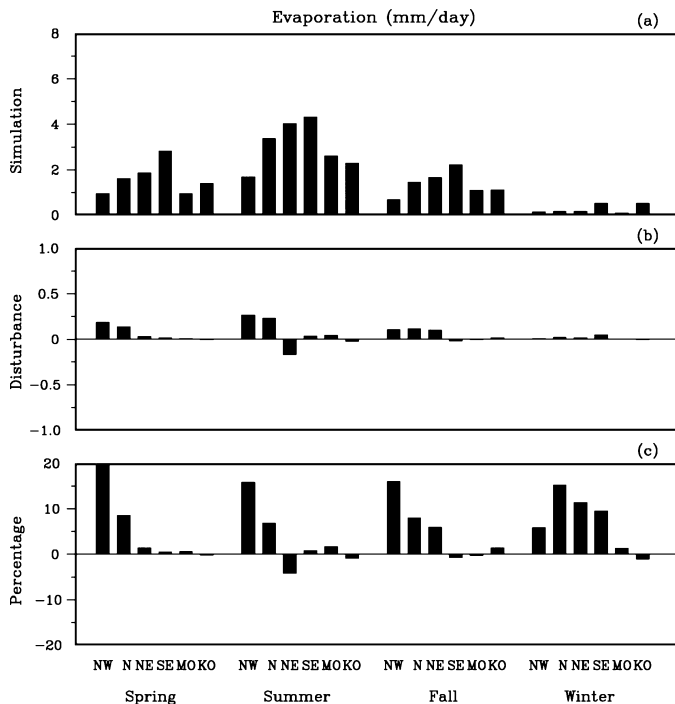 Evaporation (mm/day)
(a)
Simulation
8
6
4
2
0
(b)
Disturbance
1.0
0.5
0
−0.5
−1.0
(c)
Percentage
20
10
0
−10
−20
NW N NE SE MO KO NW N NE SE MO KO NW N NE SE MO KO NW N NE SE MO KO
Spring Summer Fall Winter